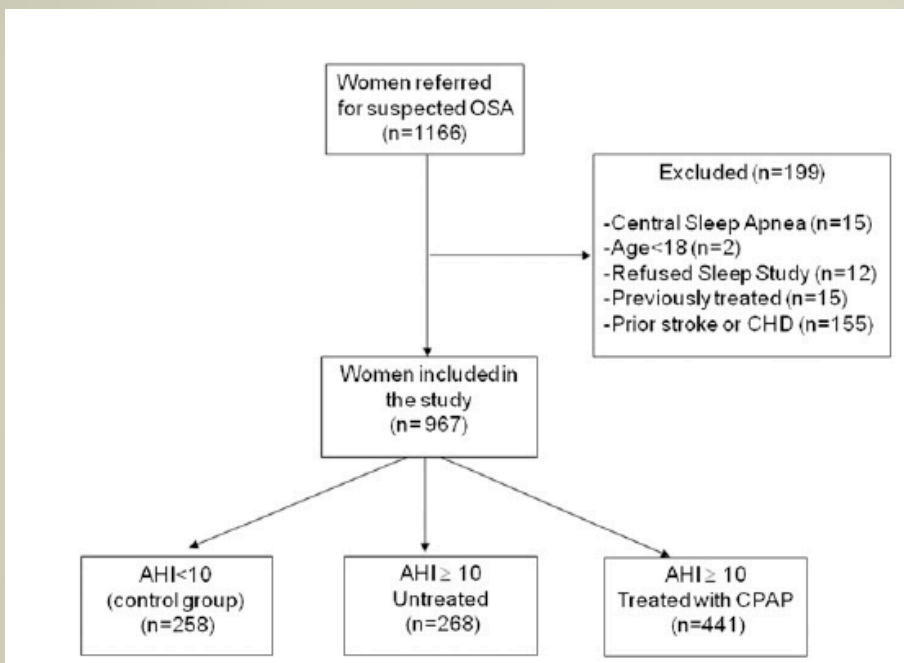 Women referred
for suspected OSA
(n=1166)
Excluded (n=199)
-Central Sleep Apnea (n=15)
-Age<18 (n=2)
-Refused Sleep Study (n=12)
-Previously treated (n=15)
-Prior stroke or CHD (n=155)
Women included in
the study
(n= 967)
AHI<10
(control group)
(n=258)
AHI ≥ 10
Untreated
(n=268)
AHI ≥ 10
Treated with CPAP
(n=441)